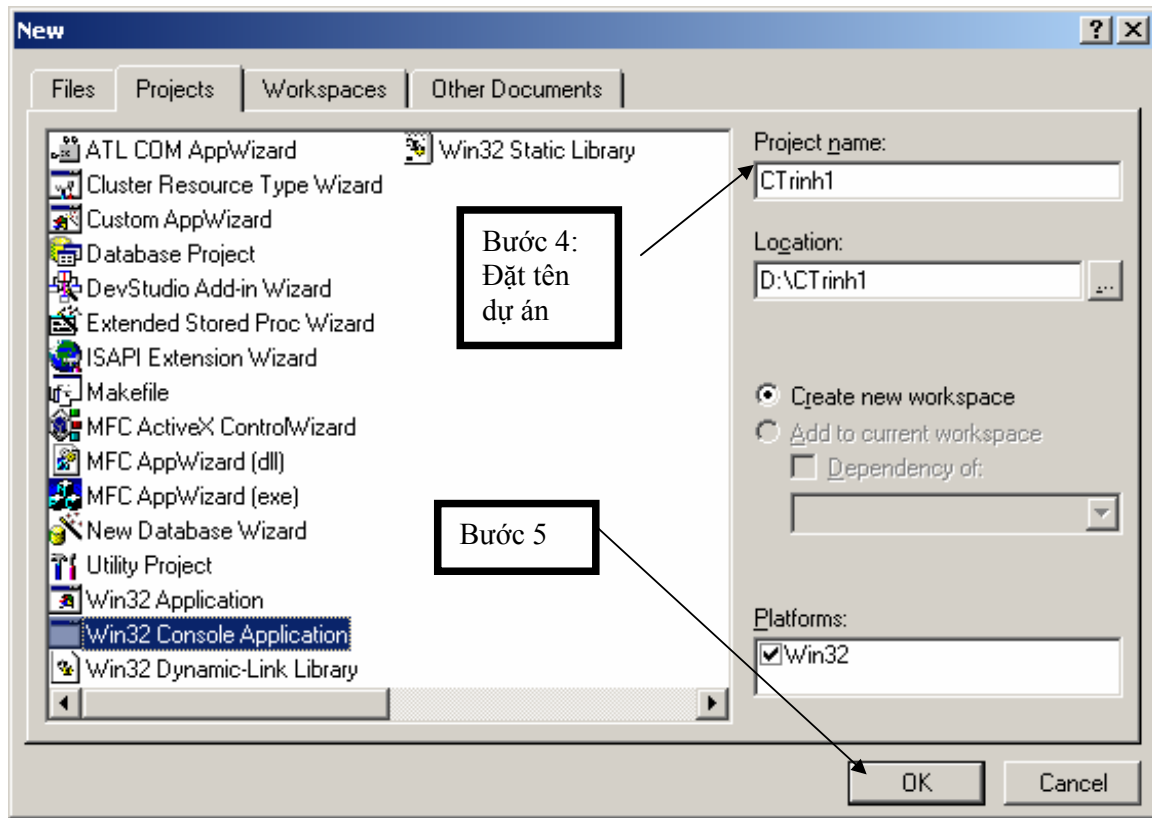 New
Files
Projects
Workspaces
Other Documents
ATL COM AppWizard
Cluster Resource Type Wizard
Custom AppWizard
Database Project
DevStudio Add-in Wizard
Extended Stored Proc Wizard
ISAPI Extension Wizard
Makefile
MFC ActiveX ControlWizard
MFC AppWizard (dll)
MFC AppWizard (exe)
New Database Wizard
Utility Project
Win32 Application
Win32 Console Application
Win32 Dynamic-Link Library
Win32 Static Library
Bước 4:
Đặt tên
dự án
Bước 5
Project name:
CTrinh1
Location:
D:\CTrinh1
...
Create new workspace
Add to current workspace
Dependency of:
Platforms:
Win32
OK
Cancel